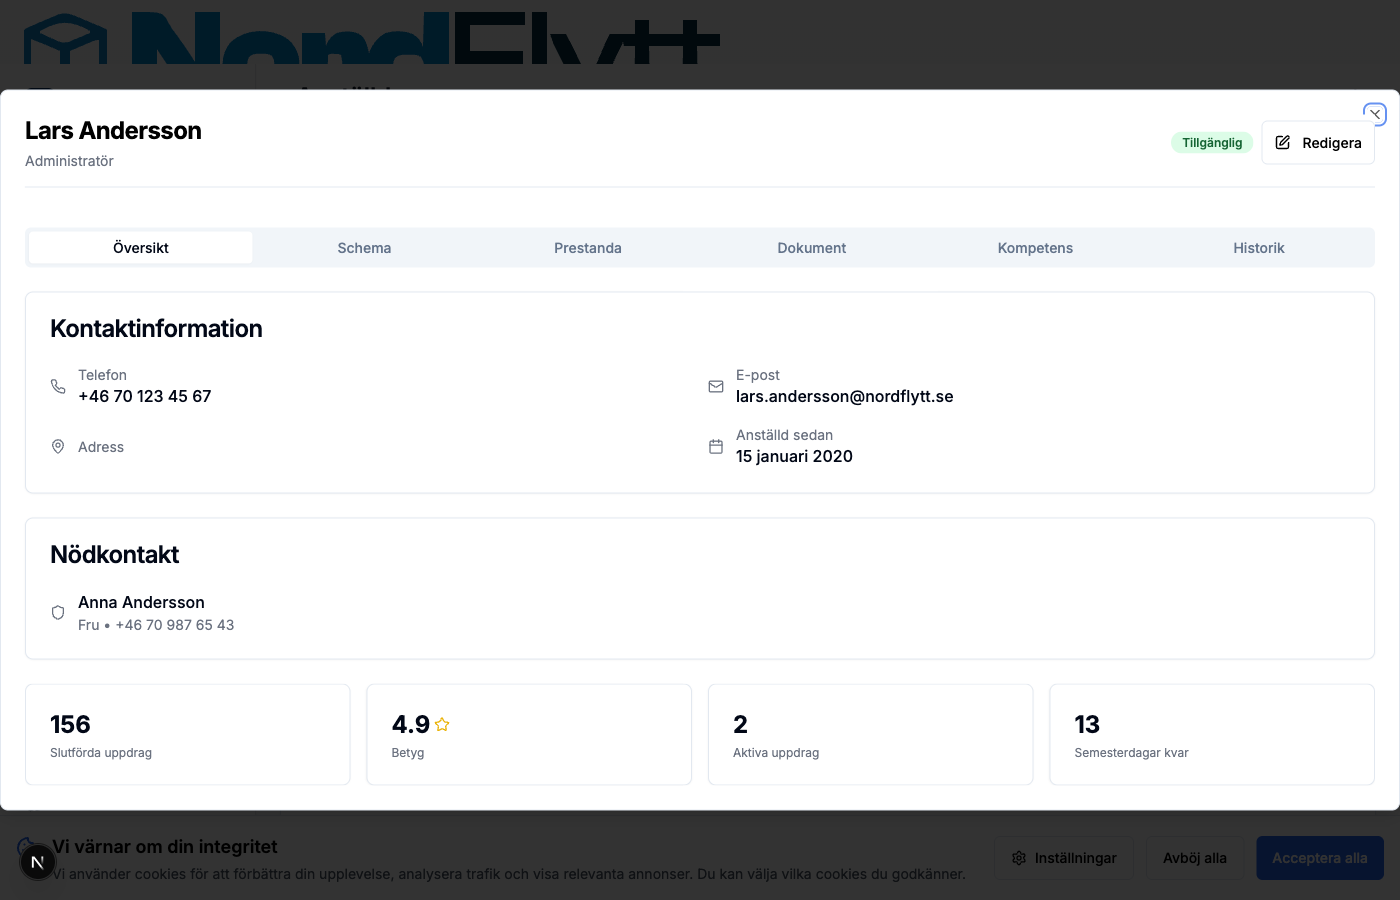 NordFlytt
Lars Andersson
Administratör
Tillgänglig
Redigera
Översikt
Schema
Prestanda
Dokument
Kompetens
Historik
Kontaktinformation
Telefon
+46 70 123 45 67
E-post
lars.andersson@nordflytt.se
Adress
Anställd sedan
15 januari 2020
Nödkontakt
Anna Andersson
Fru • +46 70 987 65 43
156
Slutförda uppdrag
4.9
Betyg
2
Aktiva uppdrag
13
Semesterdagar kvar
Vi värnar om din integritet
N
Vi använder cookies för att förbättra din upplevelse, analysera trafik och visa relevanta annonser. Du kan välja vilka cookies du godkänner.
Inställningar
Avböj alla
Acceptera alla